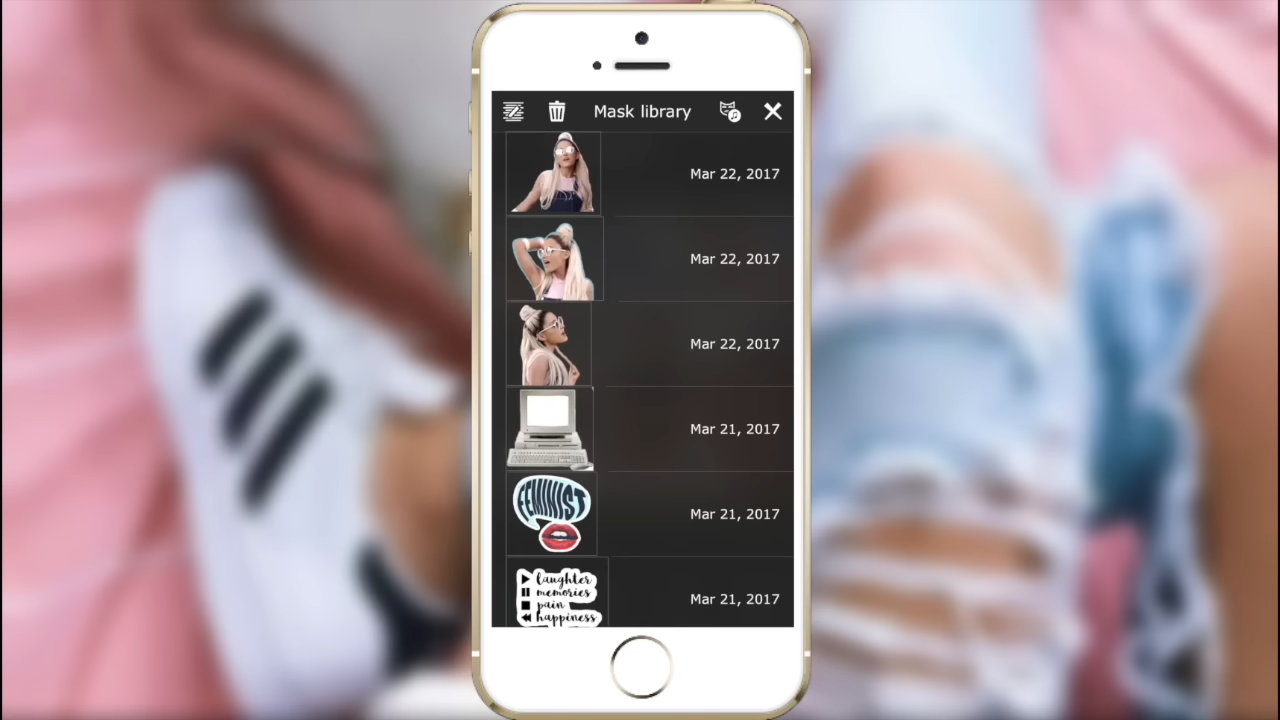 Mask library
Mar 22, 2017
Mar 22, 2017
Mar 22, 2017
Mar 21, 2017
FEMINIST
Mar 21, 2017
laughter
memories
pain
happiness
Mar 21, 2017